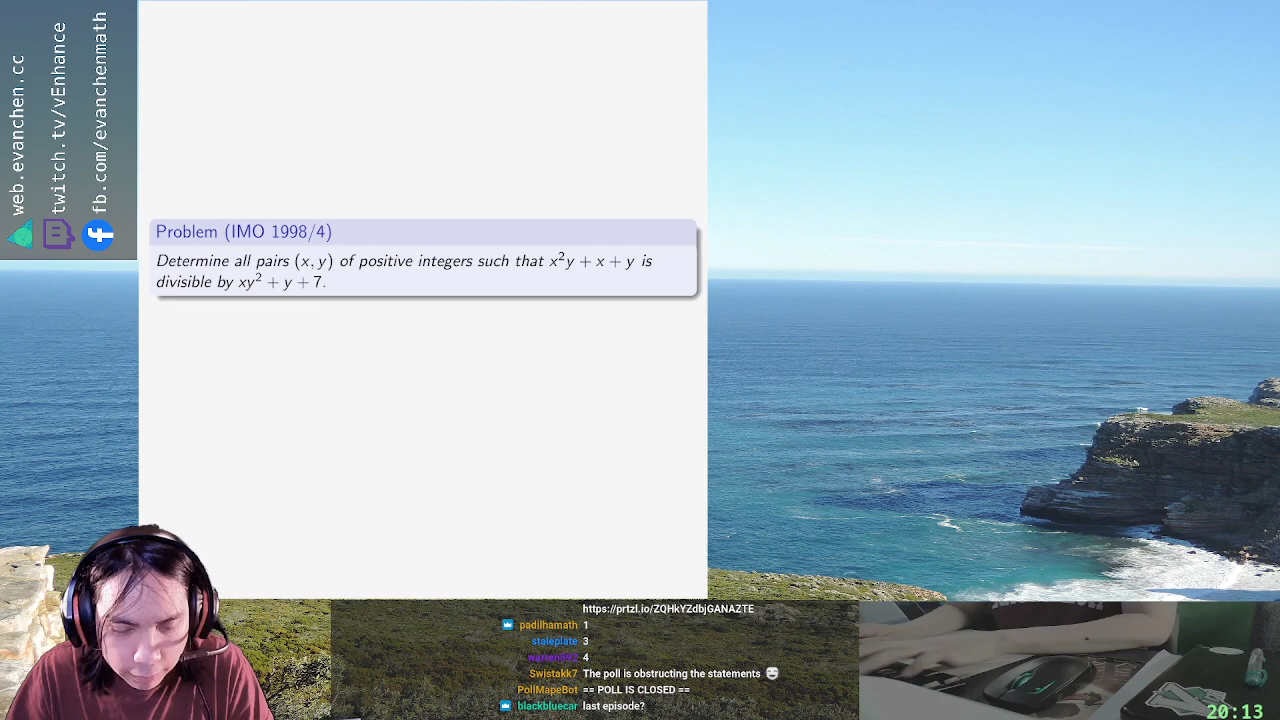 web.evanchen.cc
twitch.tv/vEnhance
fb.com/evanchenmath
Problem (IMO 1998/4)
Determine all pairs (x, y) of positive integers such that x²y + x + y is
divisible by xy² + y + 7.
https://prtzl.io/ZQHkYZdbjGANAZTE
padilhamath 1
staleplate 3
4
Swistakk7 The poll is obstructing the statements
PollMapeBot == POLL IS CLOSED ==
blackbluecar last episode?
20:13